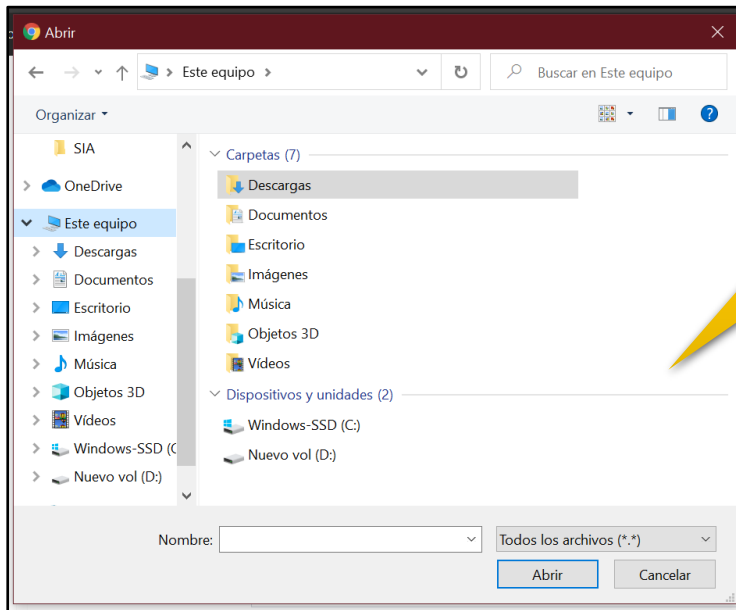 Abrir
Este equipo
Buscar en Este equipo
Organizar
SIA
OneDrive
Este equipo
Descargas
Documentos
Escritorio
Imágenes
Música
Objetos 3D
Vídeos
Windows-SSD (C
Nuevo vol (D:)
Carpetas (7)
Descargas
Documentos
Escritorio
Imágenes
Música
Objetos 3D
Vídeos
Dispositivos y unidades (2)
Windows-SSD (C:)
Nuevo vol (D:)
Nombre:
Todos los archivos (*.*)
Abrir
Cancelar